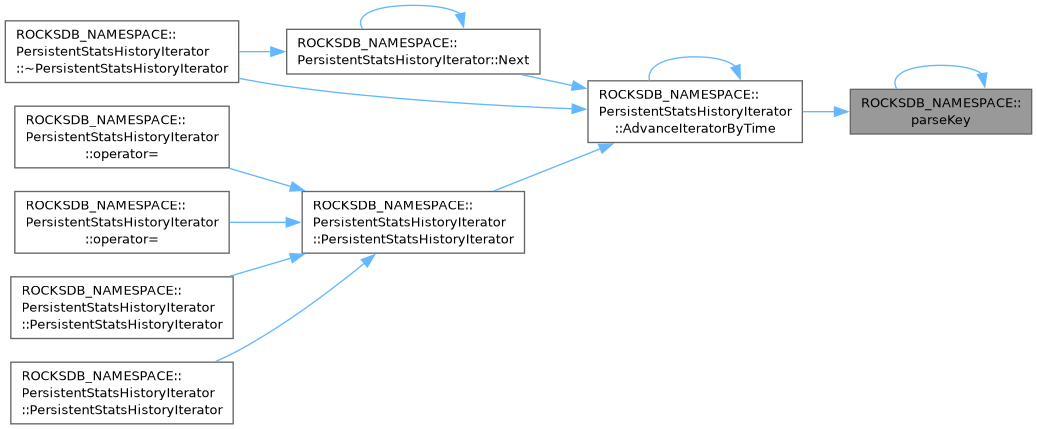 ROCKSDB_NAMESPACE::
PersistentStatsHistoryIterator
::~PersistentStatsHistoryIterator
ROCKSDB_NAMESPACE::
PersistentStatsHistoryIterator::Next
ROCKSDB_NAMESPACE::
PersistentStatsHistoryIterator
::AdvanceIteratorByTime
ROCKSDB_NAMESPACE::
parseKey
ROCKSDB_NAMESPACE::
PersistentStatsHistoryIterator
::operator=
ROCKSDB_NAMESPACE::
PersistentStatsHistoryIterator
::operator=
ROCKSDB_NAMESPACE::
PersistentStatsHistoryIterator
::PersistentStatsHistoryIterator
ROCKSDB_NAMESPACE::
PersistentStatsHistoryIterator
::PersistentStatsHistoryIterator
ROCKSDB_NAMESPACE::
PersistentStatsHistoryIterator
::PersistentStatsHistoryIterator